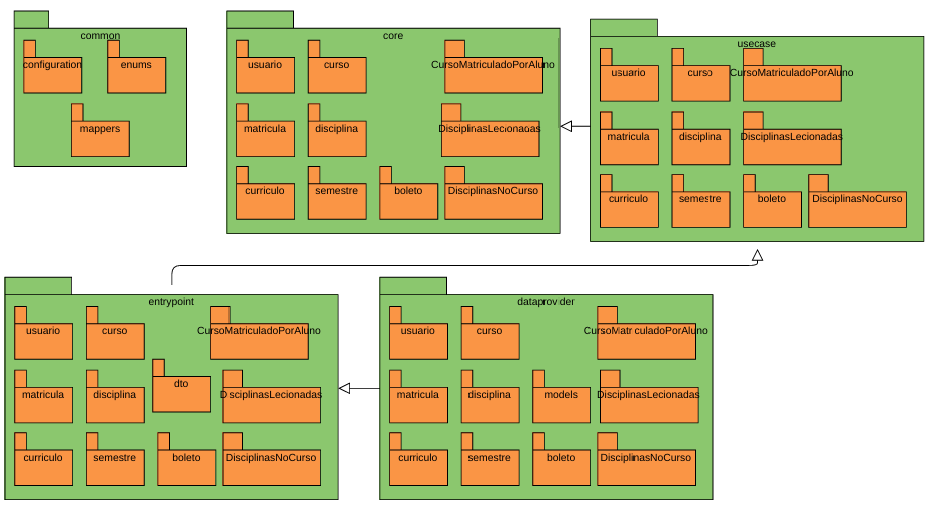 common
configuration
enums
mappers
core
usuario
curso
CursoMatriculadoPorAluno
matricula
disciplina
DisciplinasLecionadas
curriculo
semestre
boleto
DisciplinasNoCurso
usecase
usuario
curso
CursoMatriculadoPorAluno
matricula
disciplina
DisciplinasLecionadas
curriculo
semestre
boleto
DisciplinasNoCurso
entrypoint
usuario
curso
CursoMatriculadoPorAluno
dto
matricula
disciplina
DisciplinasLecionadas
curriculo
semestre
boleto
DisciplinasNoCurso
dataprovider
usuario
curso
CursoMatriculadoPorAluno
matricula
disciplina
models
DisciplinasLecionadas
curriculo
semestre
boleto
DisciplinasNoCurso